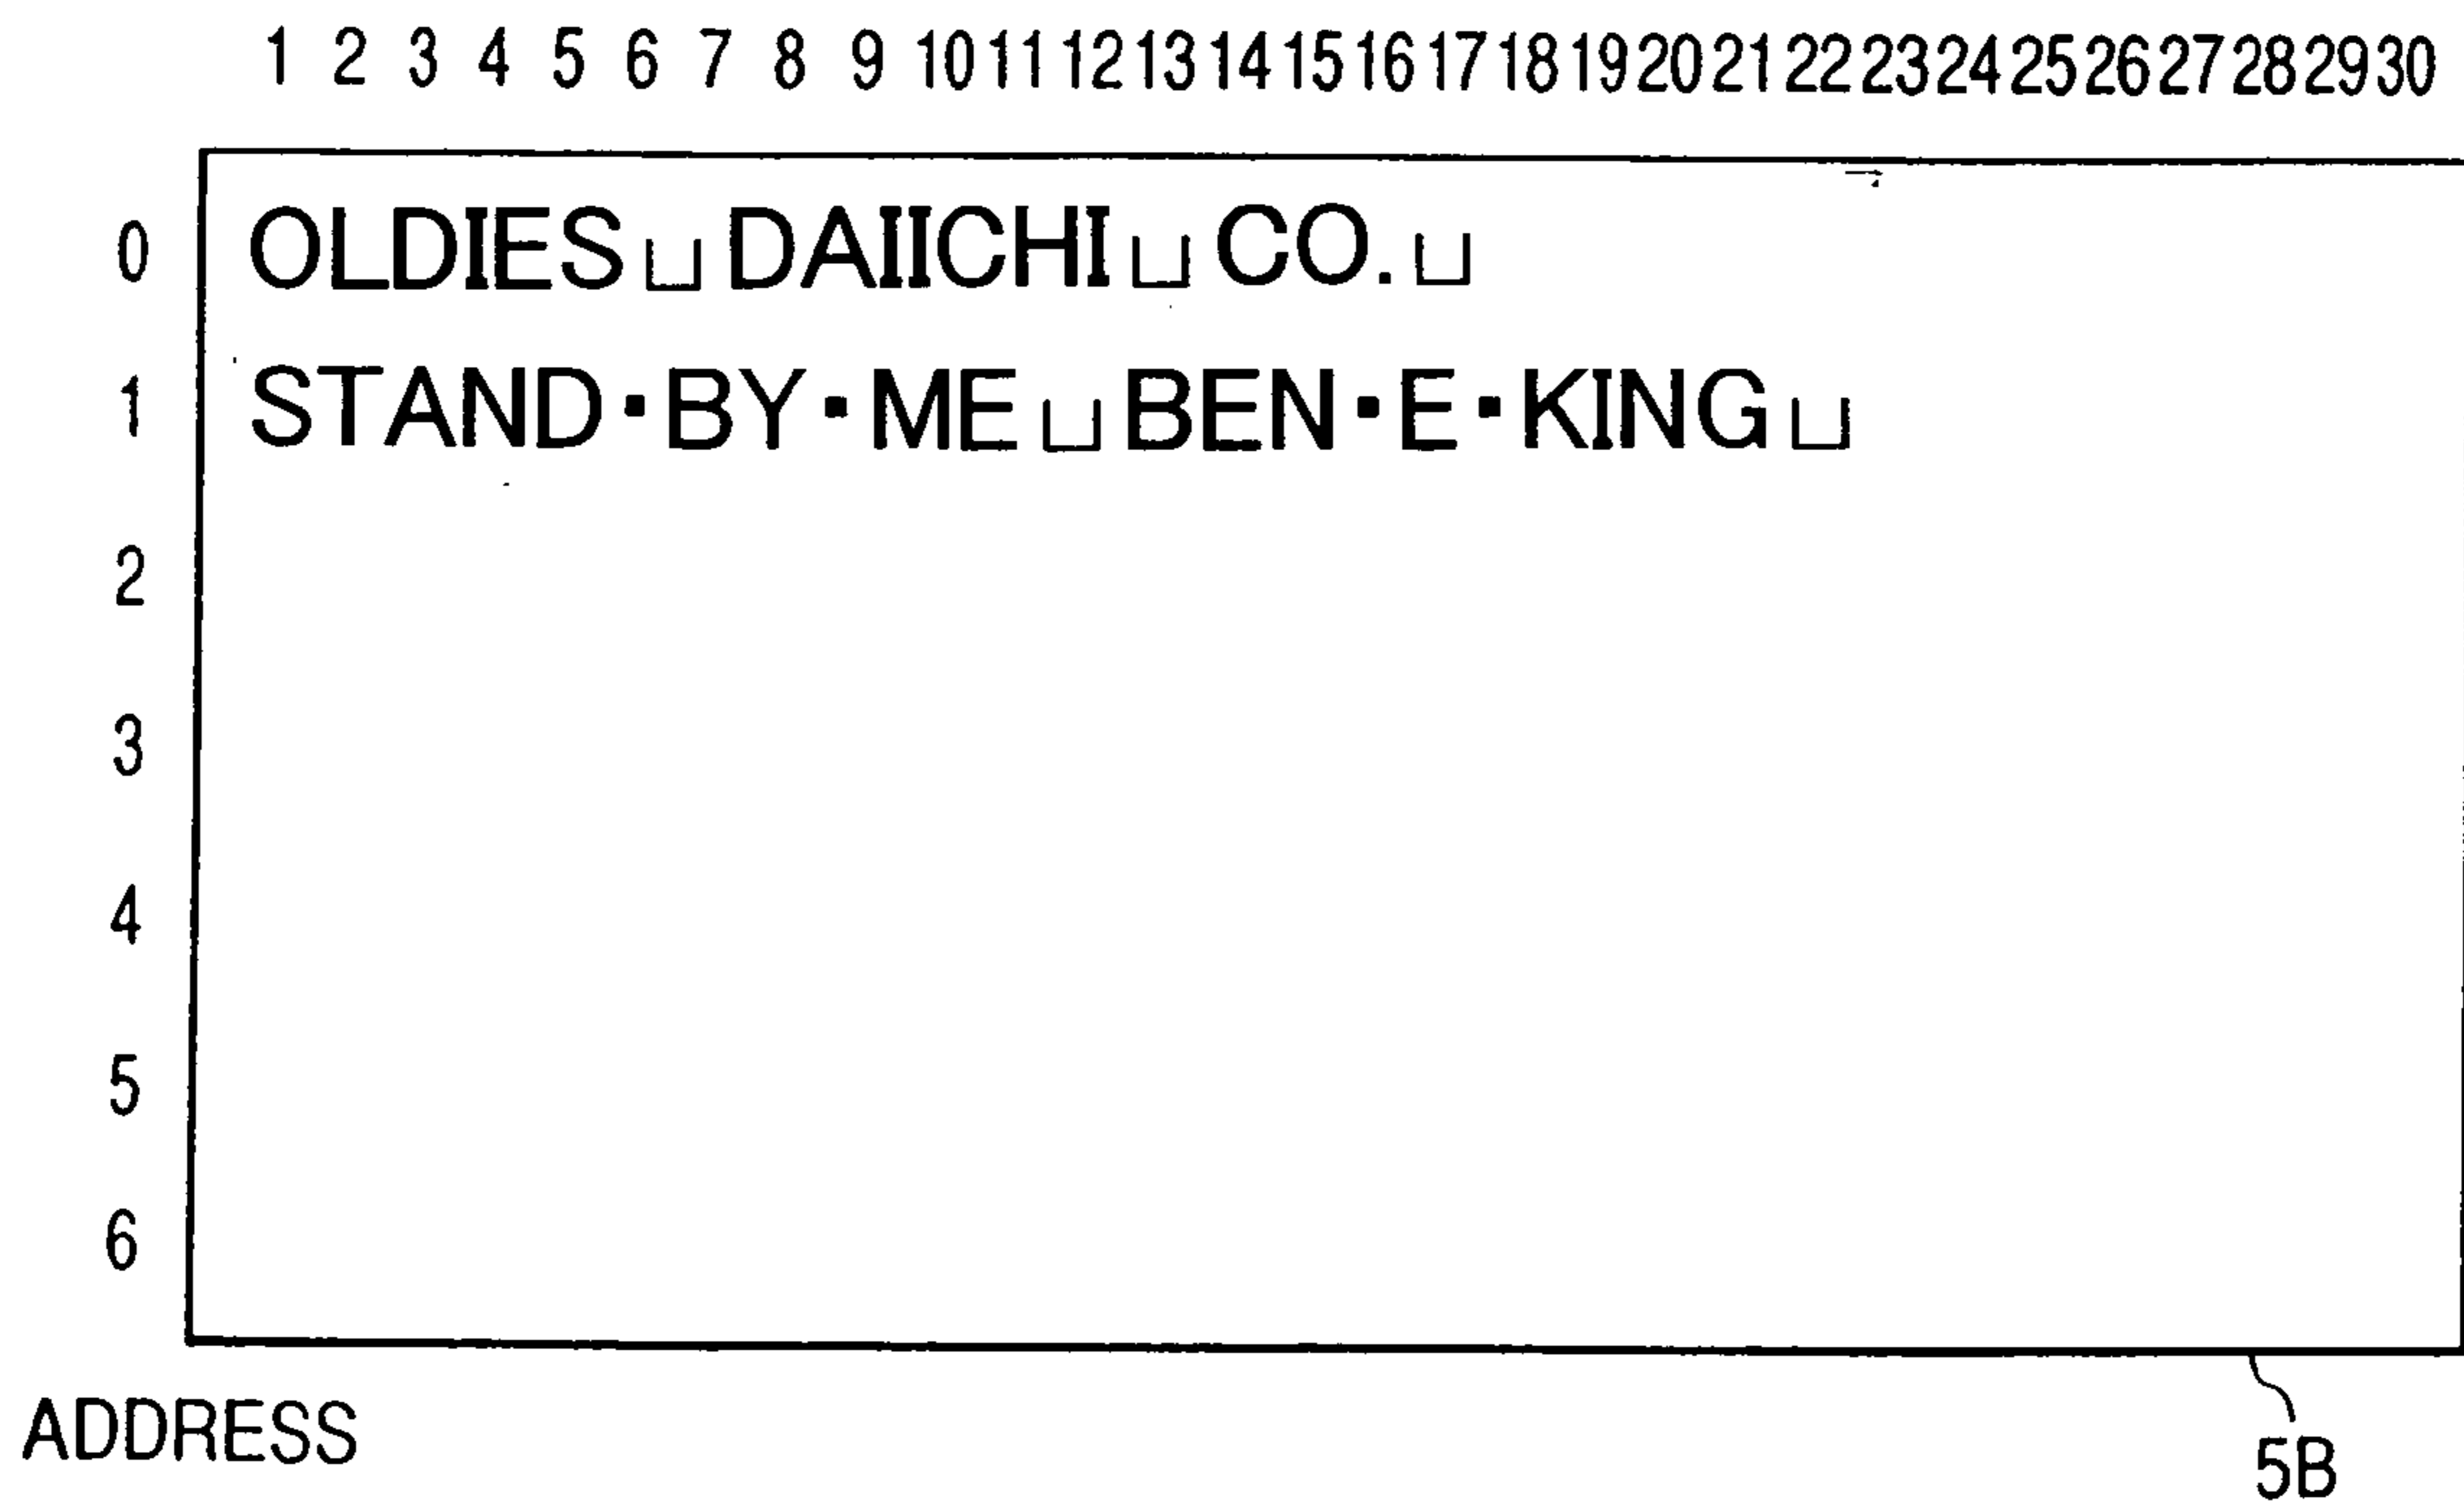 1 2 3 4 5 6 7 8 9 10 11 12 13 14 15 16 17 18 19 20 21 22 23 24 25 26 27 28 29 30
0 OLDIES␣DAIICHI␣CO.␣
1 STAND·BY·ME␣BEN·E·KING␣
2
3
4
5
6
ADDRESS
5B